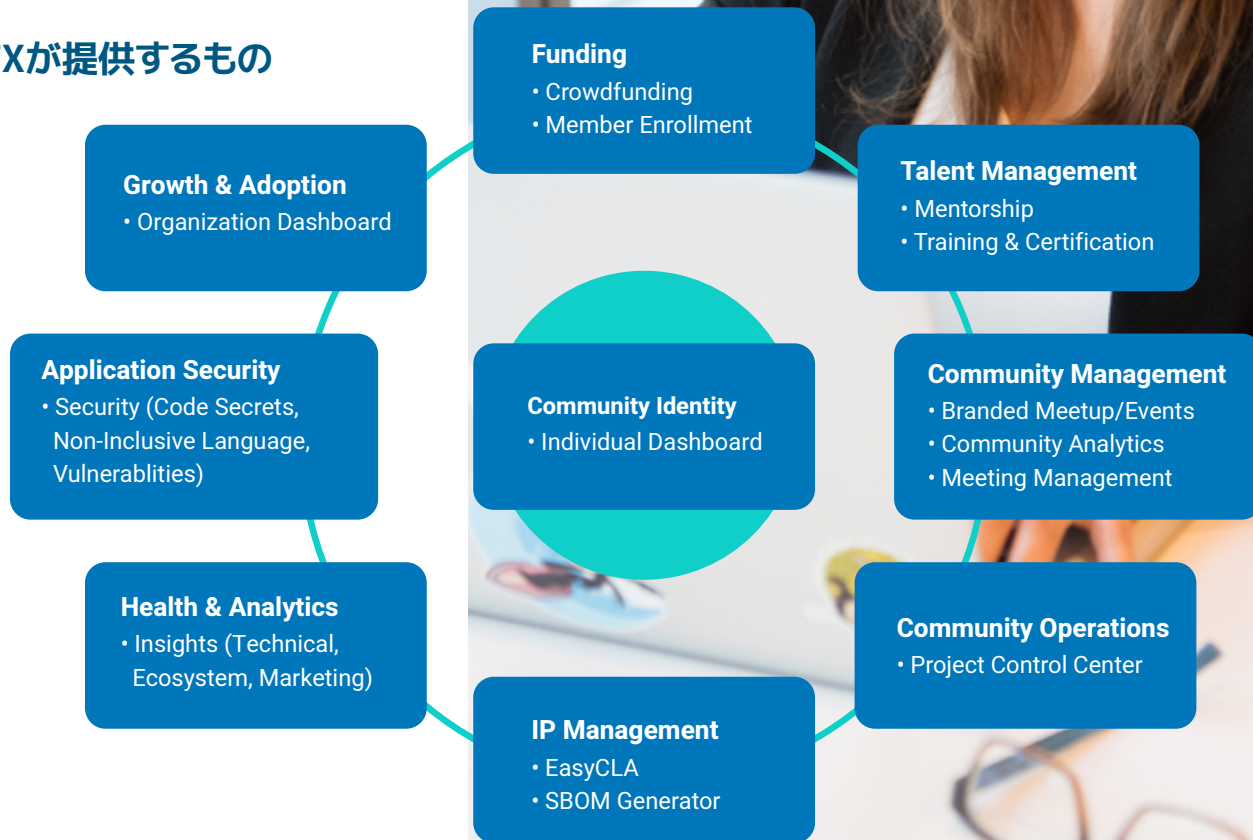 Xが提供するもの
Funding
• Crowdfunding
• Member Enrollment
Growth & Adoption
• Organization Dashboard
Talent Management
• Mentorship
• Training & Certification
Application Security
• Security (Code Secrets,
Non-Inclusive Language,
Vulnerablities)
Community Identity
• Individual Dashboard
Community Management
• Branded Meetup/Events
• Community Analytics
• Meeting Management
Health & Analytics
• Insights (Technical,
Ecosystem, Marketing)
Community Operations
• Project Control Center
IP Management
• EasyCLA
• SBOM Generator